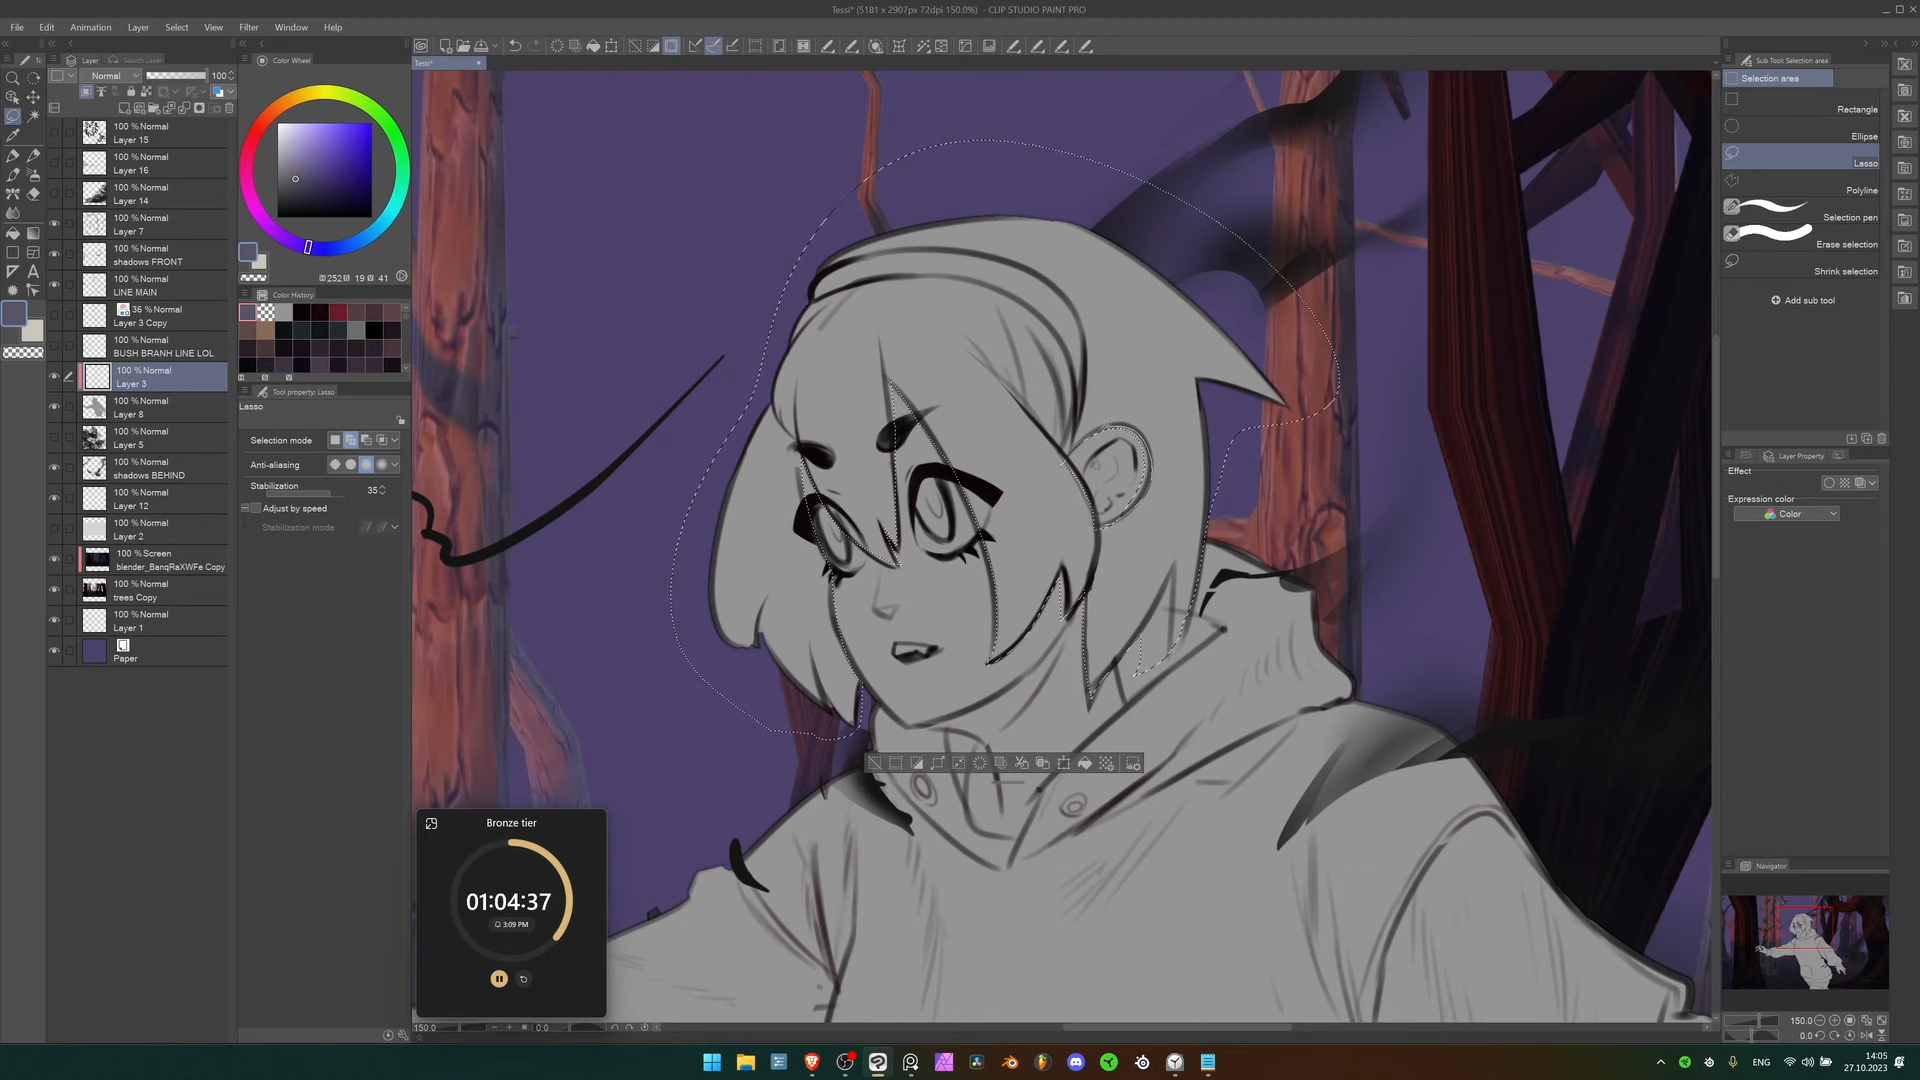 Tessi* (5181 x 2907px 72dpi 150.0%) - CLIP STUDIO PAINT PRO
File Edit Animation Layer Select View Filter Window Help
Layer Search Layer
Normal 100
100 % Normal
Layer 15
100 % Normal
Layer 16
100 % Normal
Layer 14
100 % Normal
Layer 7
100 % Normal
shadows FRONT
100 % Normal
LINE MAIN
36 % Normal
Layer 3 Copy
100 % Normal
BUSH BRANH LINE LOL
100 % Normal
Layer 3
100 % Normal
Layer 8
100 % Normal
Layer 5
100 % Normal
shadows BEHIND
100 % Normal
Layer 12
100 % Normal
Layer 2
100 % Screen
blender_BanqRaXWFe Copy
100 % Normal
trees Copy
100 % Normal
Layer 1
Paper
Color Wheel
H 252 S 19 V 41
Color History
H S V
Tool property: Lasso
Lasso
Selection mode
Anti-aliasing
Stabilization 35
Adjust by speed
Stabilization mode
Tessi*
Bronze tier
01:04:37
3:09 PM
150.0 0.0
Sub Tool: Selection area
Selection area
Rectangle
Ellipse
Lasso
Polyline
Selection pen
Erase selection
Shrink selection
Add sub tool
Layer Property
Effect
Expression color
Color
Navigator
150.0
0.0
ENG
14:05
27.10.2023